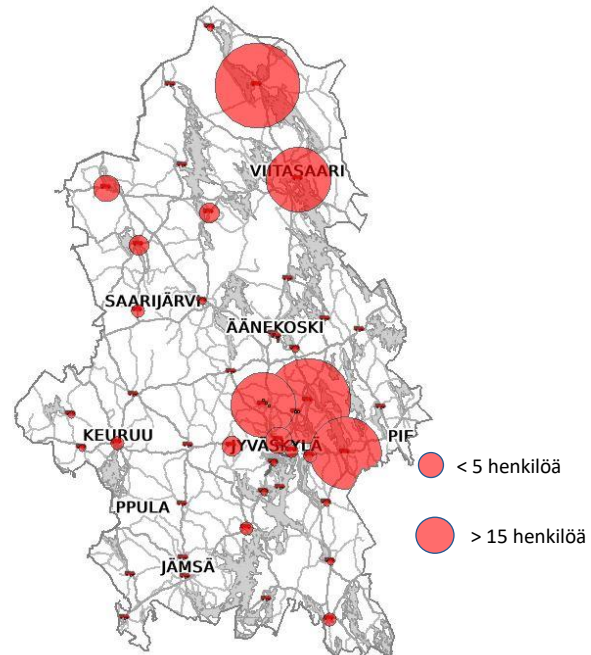 VIITASAARI
SAARIJÄRVI
ÄÄNEKOSKI
KEURUU
JYVÄSKYLÄ
PIE
< 5 henkilöä
PPULA
> 15 henkilöä
JÄMSÄ